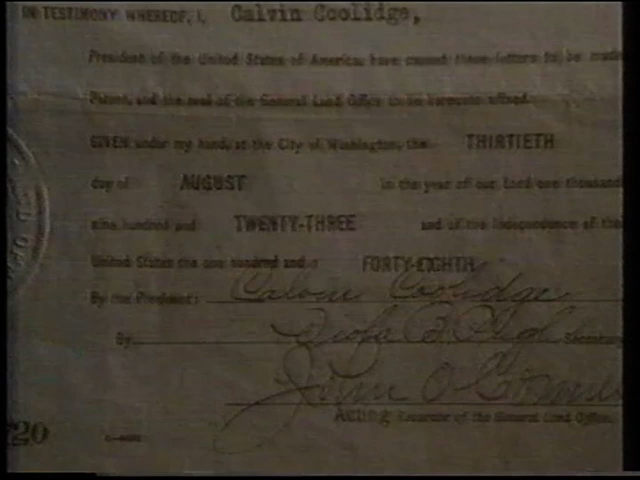 IN TESTIMONY WHEREOF, I, Calvin Coolidge,
President of the United States of America, have caused these letters to be made
Patent, and the seal of the General Land Office to be hereunto affixed.
GIVEN under my hand, at the City of Washington, the THIRTIETH
day of AUGUST in the year of our Lord one thousand
nine hundred and TWENTY-THREE and of the Independence of the
United States the one hundred and FORTY-EIGHTH
By the President: Calvin Coolidge
By Secretary
Acting Recorder of the General Land Office.
20